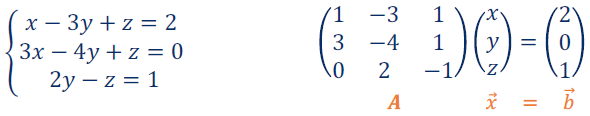 x − 3y + z = 2
3x − 4y + z = 0
2y − z = 1
1 −3 1 x 2
3 −4 1 y = 0
0 2 −1 z 1
A x⃗ = b⃗